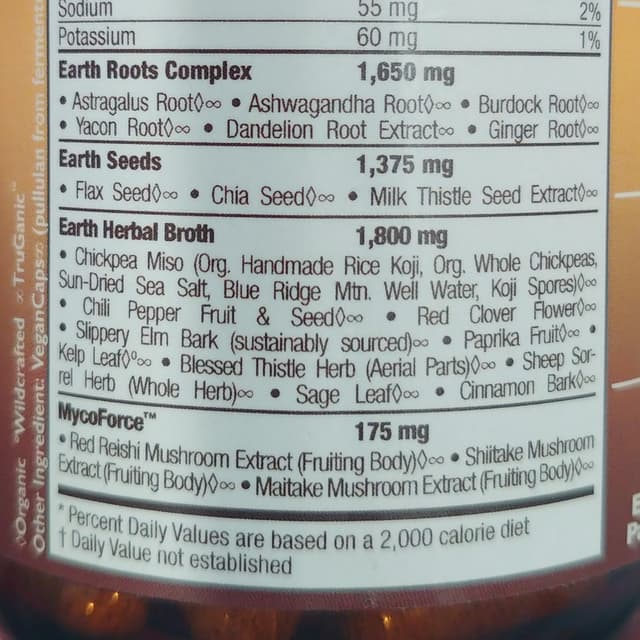 Sodium 55 mg 2%
Potassium 60 mg 1%
Earth Roots Complex 1,650 mg
• Astragalus Root◊∞ • Ashwagandha Root◊∞ • Burdock Root◊∞
• Yacon Root◊∞ • Dandelion Root Extract∞ • Ginger Root◊∞
Earth Seeds 1,375 mg
• Flax Seed◊∞ • Chia Seed◊∞ • Milk Thistle Seed Extract◊∞
Earth Herbal Broth 1,800 mg
• Chickpea Miso (Org. Handmade Rice Koji, Org. Whole Chickpeas,
Sun-Dried Sea Salt, Blue Ridge Mtn. Well Water, Koji Spores)◊∞
• Chili Pepper Fruit & Seed◊∞ • Red Clover Flower◊∞
• Slippery Elm Bark (sustainably sourced)∞ • Paprika Fruit◊∞ •
Kelp Leaf◊º∞ • Blessed Thistle Herb (Aerial Parts)◊∞ • Sheep Sor-
rel Herb (Whole Herb)∞ • Sage Leaf◊∞ • Cinnamon Bark◊∞
MycoForce™ 175 mg
• Red Reishi Mushroom Extract (Fruiting Body)◊∞ • Shiitake Mushroom
Extract (Fruiting Body)◊∞ • Maitake Mushroom Extract (Fruiting Body)◊∞
* Percent Daily Values are based on a 2,000 calorie diet
† Daily Value not established
◊Organic ºWildcrafted ∞TruGanic™
Other Ingredient: VeganCaps∞ (pullulan from